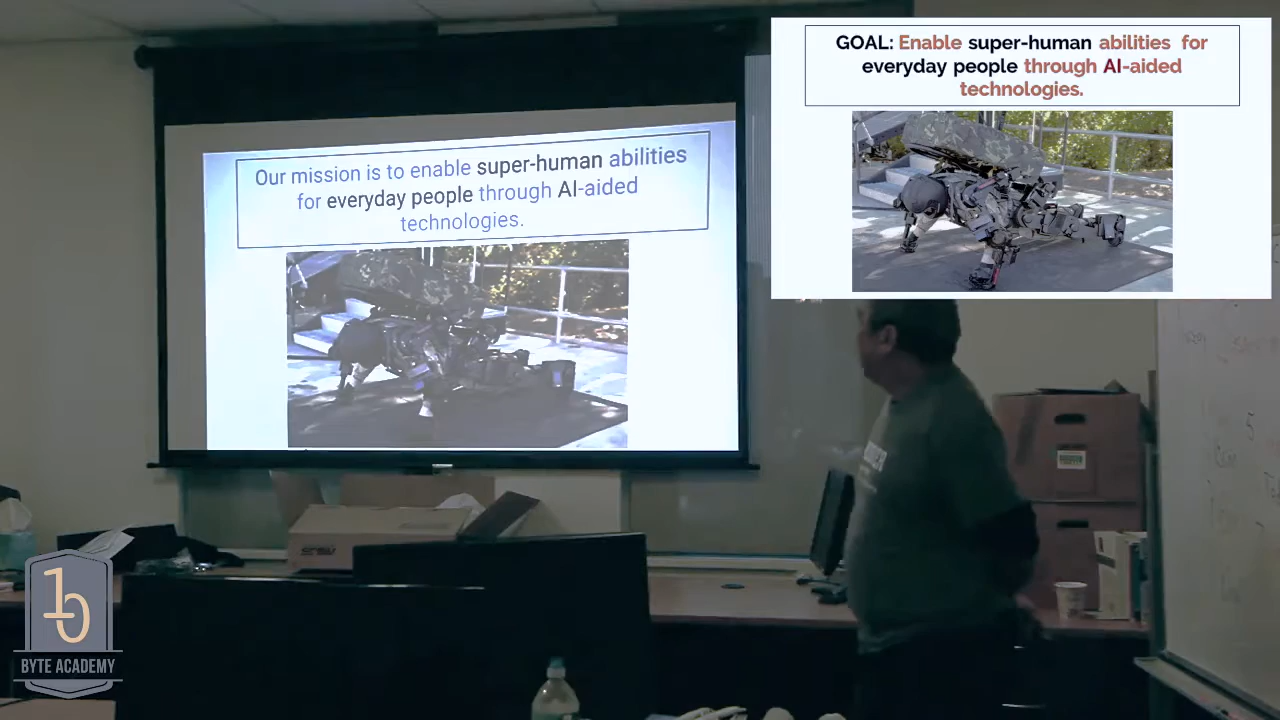 GOAL: Enable super-human abilities for
everyday people through AI-aided
technologies.
Our mission is to enable super-human abilities
for everyday people through AI-aided
technologies.
BYTE ACADEMY